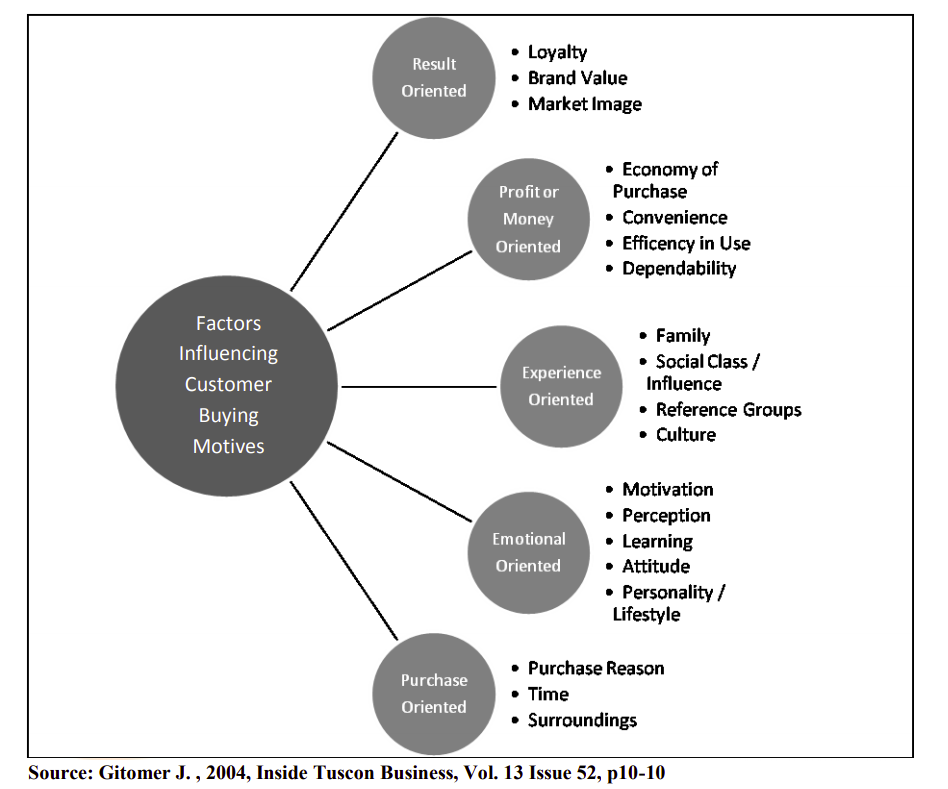 Result
Oriented
• Loyalty
• Brand Value
• Market Image
Profit or
Money
Oriented
• Economy of
Purchase
• Convenience
• Efficency in Use
• Dependability
Factors
Influencing
Customer
Buying
Motives
Experience
Oriented
• Family
• Social Class /
Influence
• Reference Groups
• Culture
Emotional
Oriented
• Motivation
• Perception
• Learning
• Attitude
• Personality /
Lifestyle
Purchase
Oriented
• Purchase Reason
• Time
• Surroundings
Source: Gitomer J. , 2004, Inside Tuscon Business, Vol. 13 Issue 52, p10-10